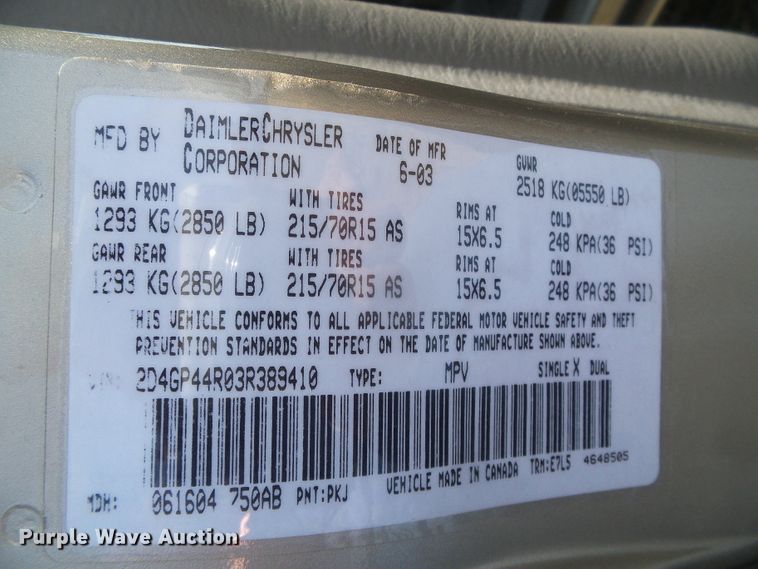 MFD BY DAIMLERCHRYSLER CORPORATION DATE OF MFR 6-03 GVWR 2518 KG(05550 LB)
GAWR FRONT WITH TIRES RIMS AT COLD
1293 KG(2850 LB) 215/70R15 AS 15X6.5 248 KPA(36 PSI)
GAWR REAR WITH TIRES RIMS AT COLD
1293 KG(2850 LB) 215/70R15 AS 15X6.5 248 KPA(36 PSI)
THIS VEHICLE CONFORMS TO ALL APPLICABLE FEDERAL MOTOR VEHICLE SAFETY AND THEFT
PREVENTION STANDARDS IN EFFECT ON THE DATE OF MANUFACTURE SHOWN ABOVE.
VIN: 2D4GP44R03R389410 TYPE: MPV SINGLE X DUAL
MDH: 061604 750AB PNT:PKJ VEHICLE MADE IN CANADA TRM:E7L5 4648505
Purple Wave Auction